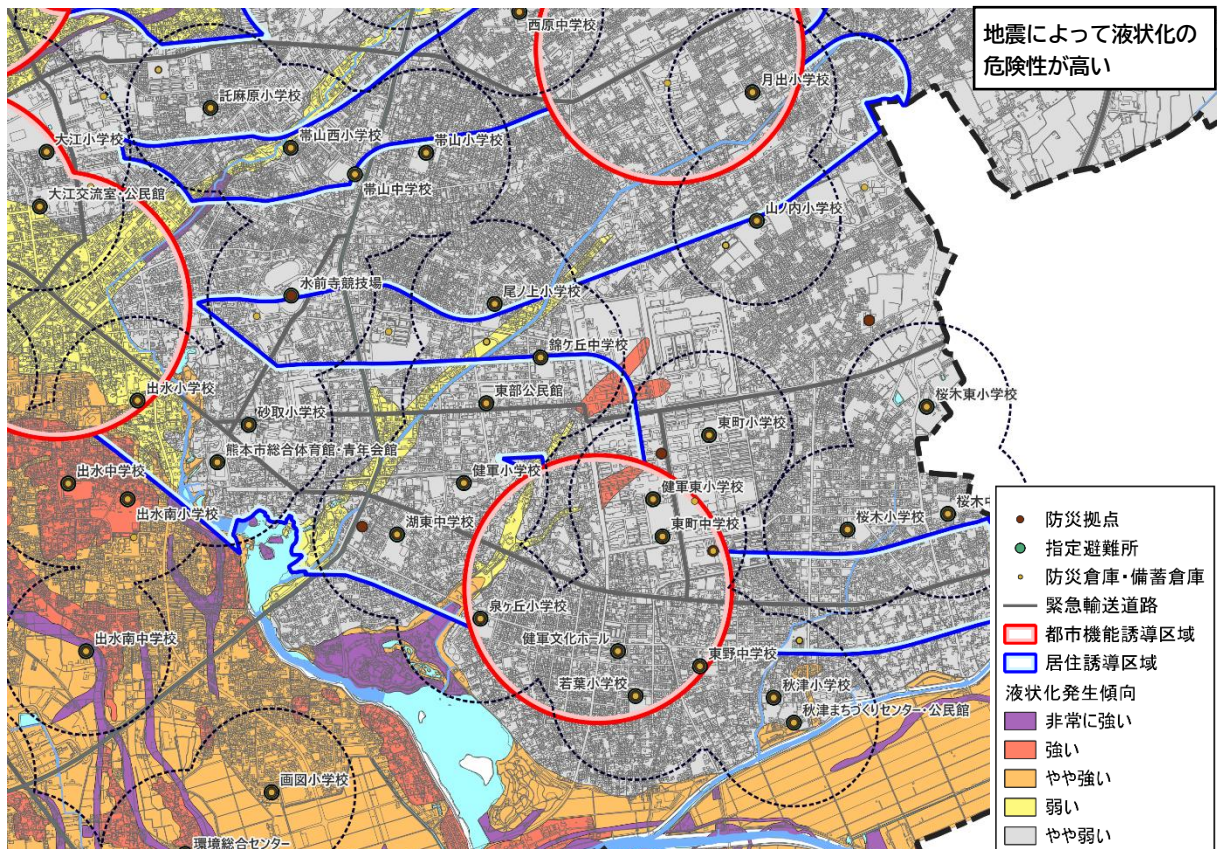 地震によって液状化の
危険性が高い
西原中学校
月出小学校
託麻原小学校
大江小学校
帯山西小学校
帯山小学校
帯山中学校
大江交流室・公民館
山ノ内小学校
水前寺競技場
尾ノ上小学校
錦ケ丘中学校
出水小学校
東部公民館
桜木東小学校
砂取小学校
東町小学校
熊本市総合体育館・青年会館
出水中学校
健軍小学校
健軍東小学校
出水南小学校
湖東中学校
東町中学校
桜木小学校
桜木中
泉ケ丘小学校
出水南中学校
健軍文化ホール
東野中学校
若葉小学校
秋津小学校
秋津まちづくりセンター・公民館
画図小学校
環境総合センター
防災拠点
指定避難所
防災倉庫・備蓄倉庫
緊急輸送道路
都市機能誘導区域
居住誘導区域
液状化発生傾向
非常に強い
強い
やや強い
弱い
やや弱い